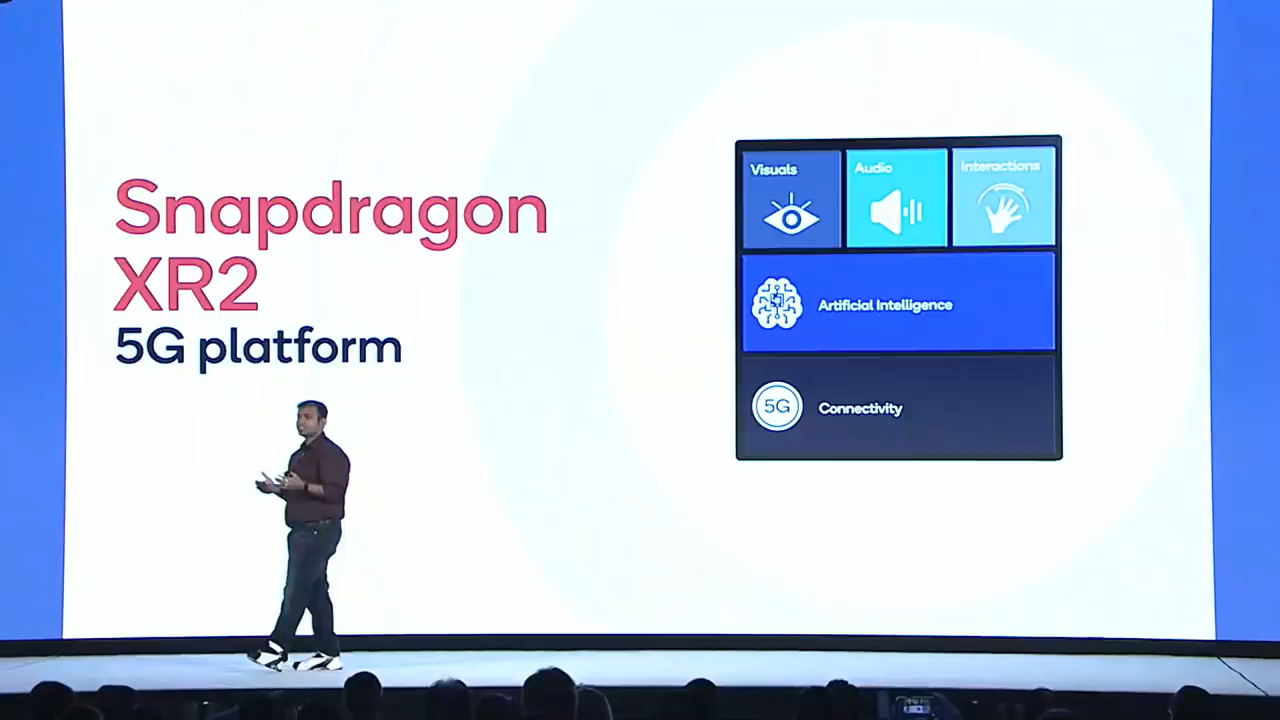 Snapdragon
XR2
5G platform
Visuals
Audio
Interactions
Artificial Intelligence
5G
Connectivity